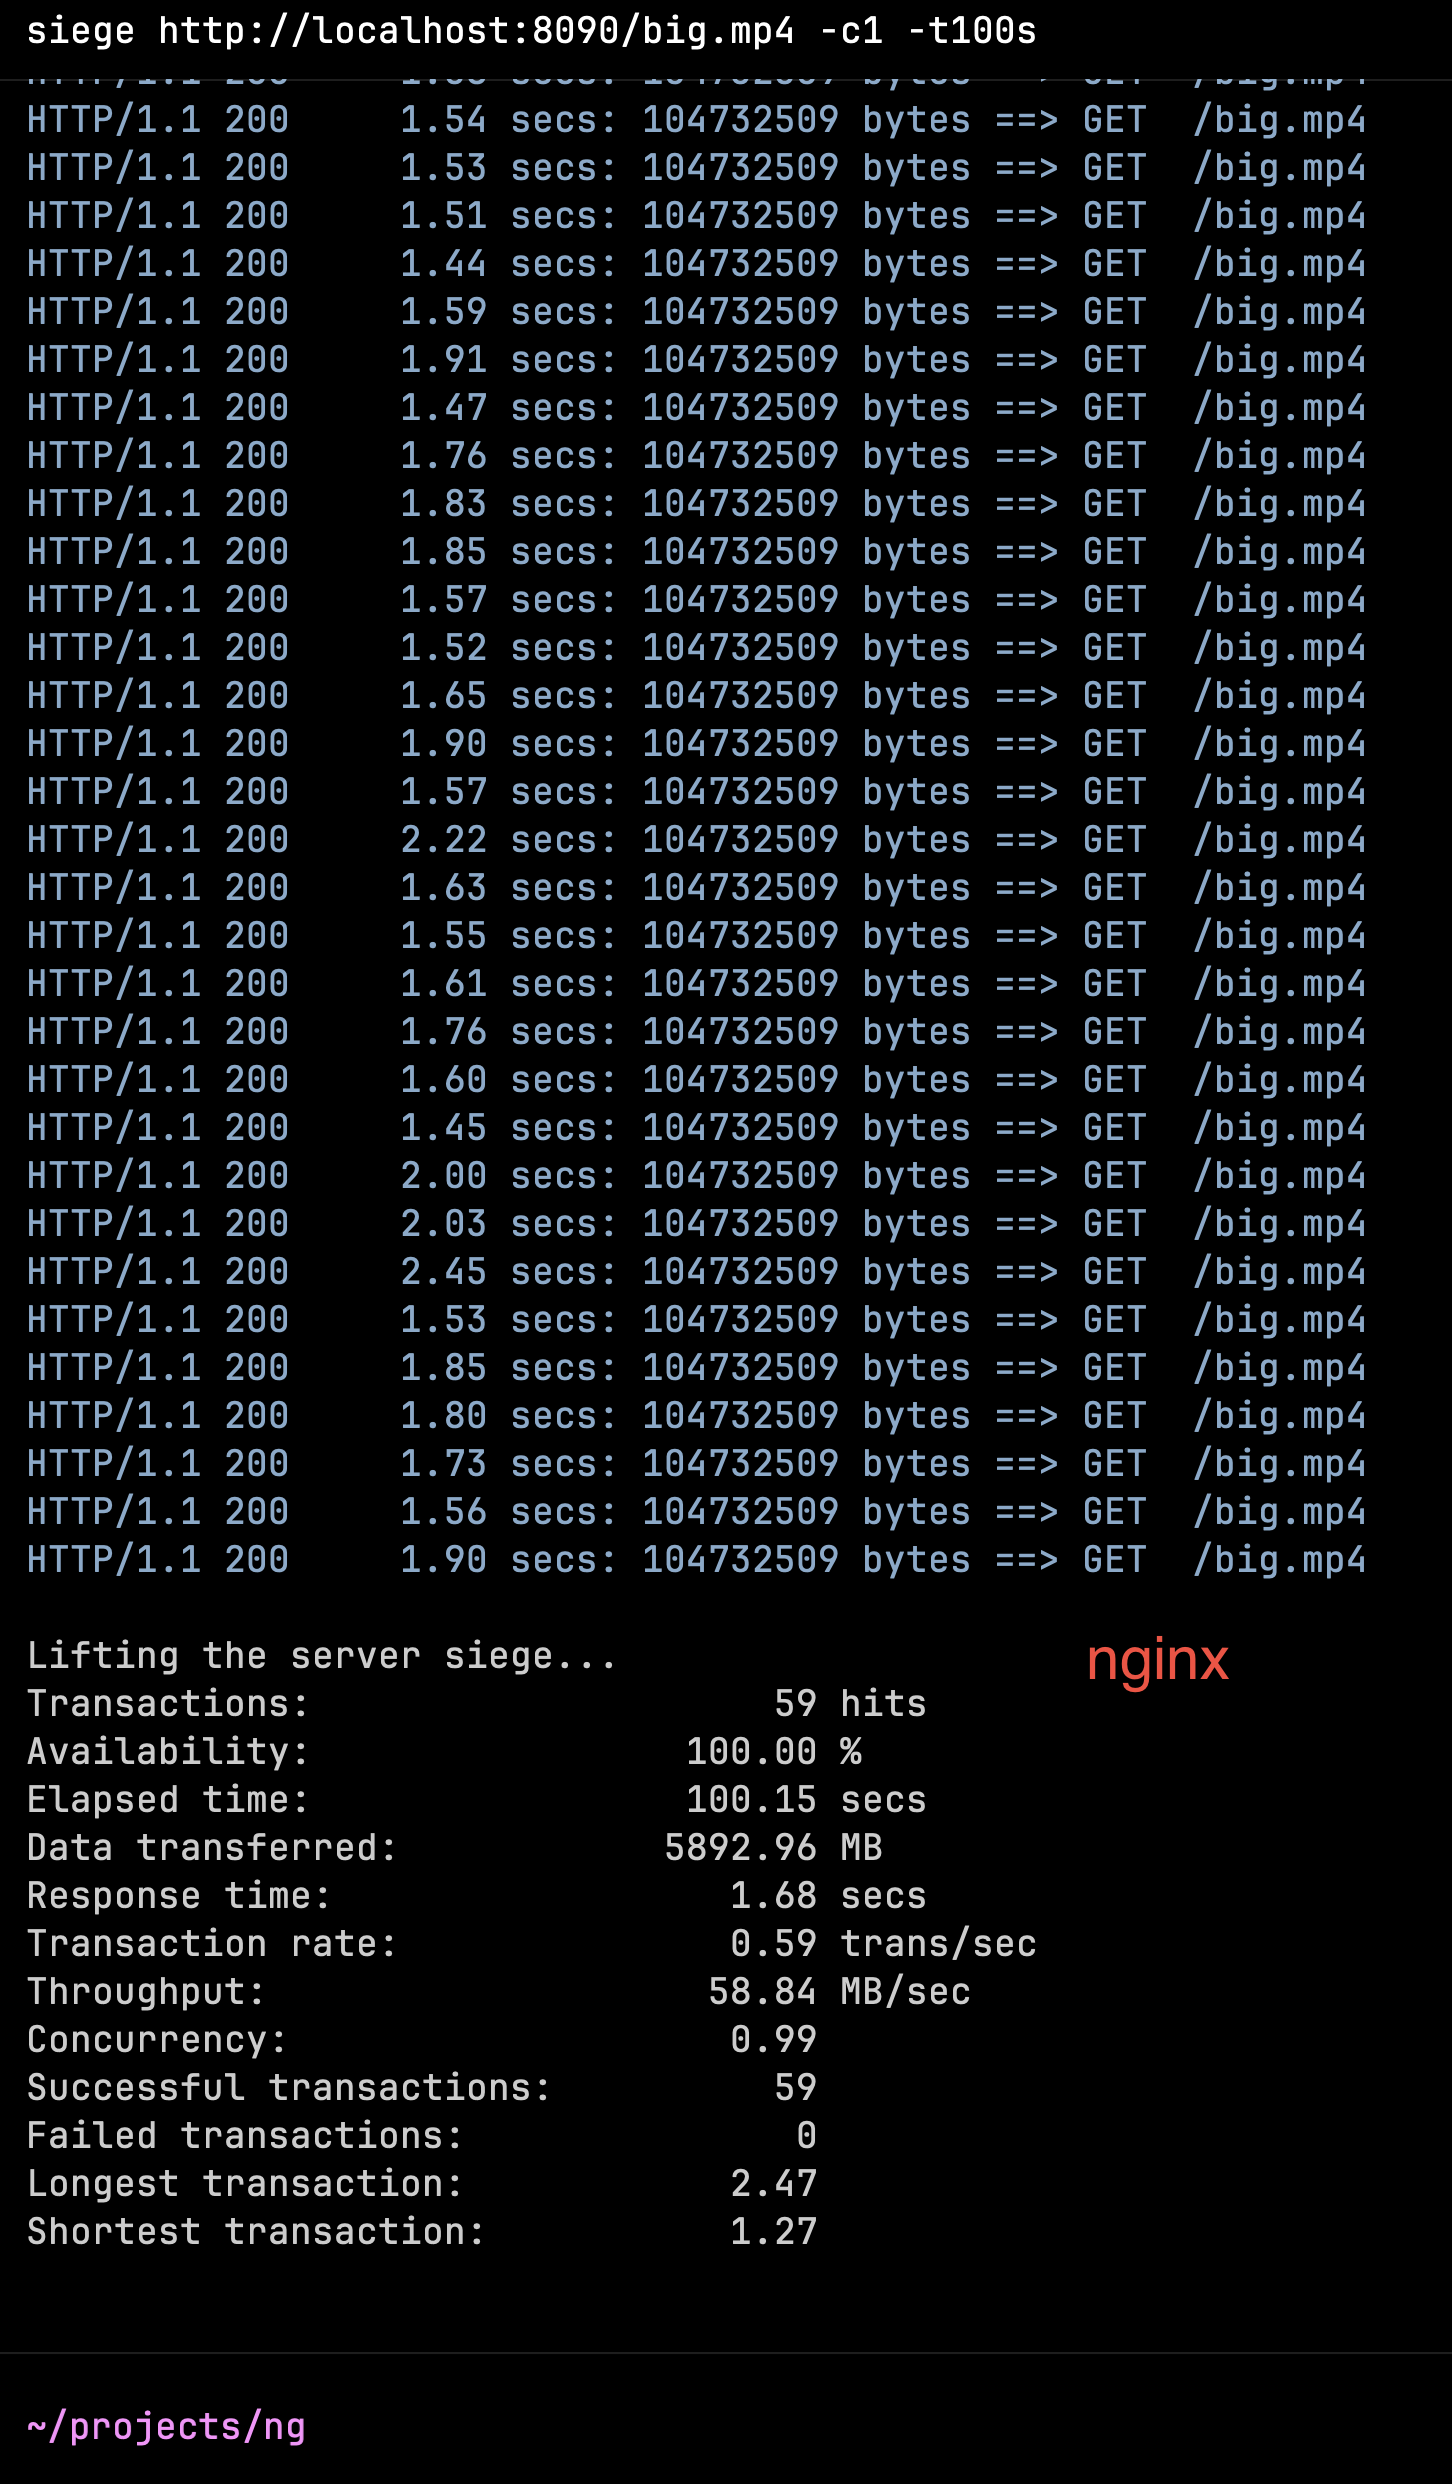 siege http://localhost:8090/big.mp4 -c1 -t100s
HTTP/1.1 200     1.54 secs: 104732509 bytes ==> GET  /big.mp4
HTTP/1.1 200     1.53 secs: 104732509 bytes ==> GET  /big.mp4
HTTP/1.1 200     1.51 secs: 104732509 bytes ==> GET  /big.mp4
HTTP/1.1 200     1.44 secs: 104732509 bytes ==> GET  /big.mp4
HTTP/1.1 200     1.59 secs: 104732509 bytes ==> GET  /big.mp4
HTTP/1.1 200     1.91 secs: 104732509 bytes ==> GET  /big.mp4
HTTP/1.1 200     1.47 secs: 104732509 bytes ==> GET  /big.mp4
HTTP/1.1 200     1.76 secs: 104732509 bytes ==> GET  /big.mp4
HTTP/1.1 200     1.83 secs: 104732509 bytes ==> GET  /big.mp4
HTTP/1.1 200     1.85 secs: 104732509 bytes ==> GET  /big.mp4
HTTP/1.1 200     1.57 secs: 104732509 bytes ==> GET  /big.mp4
HTTP/1.1 200     1.52 secs: 104732509 bytes ==> GET  /big.mp4
HTTP/1.1 200     1.65 secs: 104732509 bytes ==> GET  /big.mp4
HTTP/1.1 200     1.90 secs: 104732509 bytes ==> GET  /big.mp4
HTTP/1.1 200     1.57 secs: 104732509 bytes ==> GET  /big.mp4
HTTP/1.1 200     2.22 secs: 104732509 bytes ==> GET  /big.mp4
HTTP/1.1 200     1.63 secs: 104732509 bytes ==> GET  /big.mp4
HTTP/1.1 200     1.55 secs: 104732509 bytes ==> GET  /big.mp4
HTTP/1.1 200     1.61 secs: 104732509 bytes ==> GET  /big.mp4
HTTP/1.1 200     1.76 secs: 104732509 bytes ==> GET  /big.mp4
HTTP/1.1 200     1.60 secs: 104732509 bytes ==> GET  /big.mp4
HTTP/1.1 200     1.45 secs: 104732509 bytes ==> GET  /big.mp4
HTTP/1.1 200     2.00 secs: 104732509 bytes ==> GET  /big.mp4
HTTP/1.1 200     2.03 secs: 104732509 bytes ==> GET  /big.mp4
HTTP/1.1 200     2.45 secs: 104732509 bytes ==> GET  /big.mp4
HTTP/1.1 200     1.53 secs: 104732509 bytes ==> GET  /big.mp4
HTTP/1.1 200     1.85 secs: 104732509 bytes ==> GET  /big.mp4
HTTP/1.1 200     1.80 secs: 104732509 bytes ==> GET  /big.mp4
HTTP/1.1 200     1.73 secs: 104732509 bytes ==> GET  /big.mp4
HTTP/1.1 200     1.56 secs: 104732509 bytes ==> GET  /big.mp4
HTTP/1.1 200     1.90 secs: 104732509 bytes ==> GET  /big.mp4
Lifting the server siege...
nginx
Transactions: 59 hits
Availability: 100.00 %
Elapsed time: 100.15 secs
Data transferred: 5892.96 MB
Response time: 1.68 secs
Transaction rate: 0.59 trans/sec
Throughput: 58.84 MB/sec
Concurrency: 0.99
Successful transactions: 59
Failed transactions: 0
Longest transaction: 2.47
Shortest transaction: 1.27
~/projects/ng